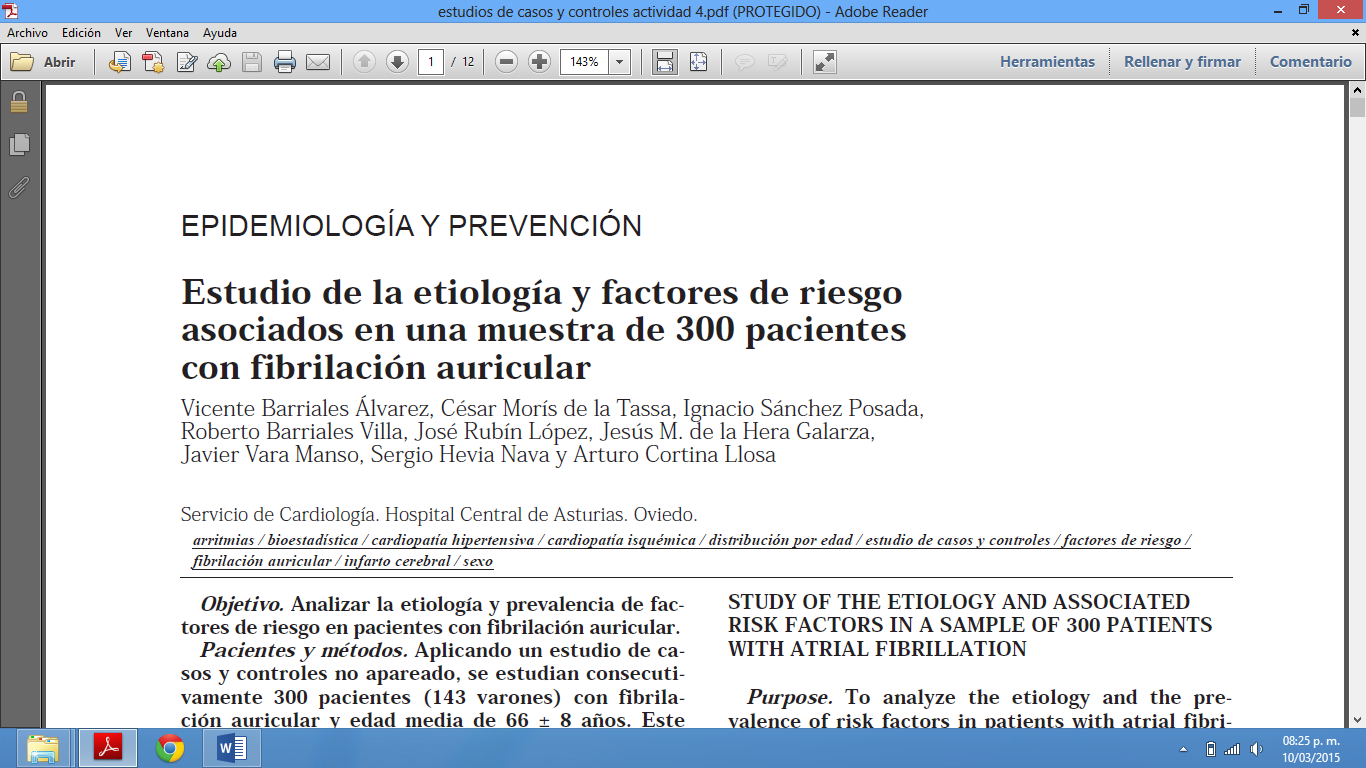 estudios de casos y controles actividad 4.pdf (PROTEGIDO) - Adobe Reader
Archivo Edición Ver Ventana Ayuda
Abrir 1 / 12 143% Herramientas Rellenar y firmar Comentario
EPIDEMIOLOGÍA Y PREVENCIÓN
Estudio de la etiología y factores de riesgo
asociados en una muestra de 300 pacientes
con fibrilación auricular
Vicente Barriales Álvarez, César Morís de la Tassa, Ignacio Sánchez Posada,
Roberto Barriales Villa, José Rubín López, Jesús M. de la Hera Galarza,
Javier Vara Manso, Sergio Hevia Nava y Arturo Cortina Llosa
Servicio de Cardiología. Hospital Central de Asturias. Oviedo.
arritmias / bioestadística / cardiopatía hipertensiva / cardiopatía isquémica / distribución por edad / estudio de casos y controles / factores de riesgo /
fibrilación auricular / infarto cerebral / sexo
Objetivo. Analizar la etiología y prevalencia de fac-
tores de riesgo en pacientes con fibrilación auricular.
Pacientes y métodos. Aplicando un estudio de ca-
sos y controles no apareado, se estudian consecuti-
vamente 300 pacientes (143 varones) con fibrila-
ción auricular y edad media de 66 ± 8 años. Este
STUDY OF THE ETIOLOGY AND ASSOCIATED
RISK FACTORS IN A SAMPLE OF 300 PATIENTS
WITH ATRIAL FIBRILLATION
Purpose. To analyze the etiology and the pre-
valence of risk factors in patients with atrial fibri-
08:25 p. m.
10/03/2015